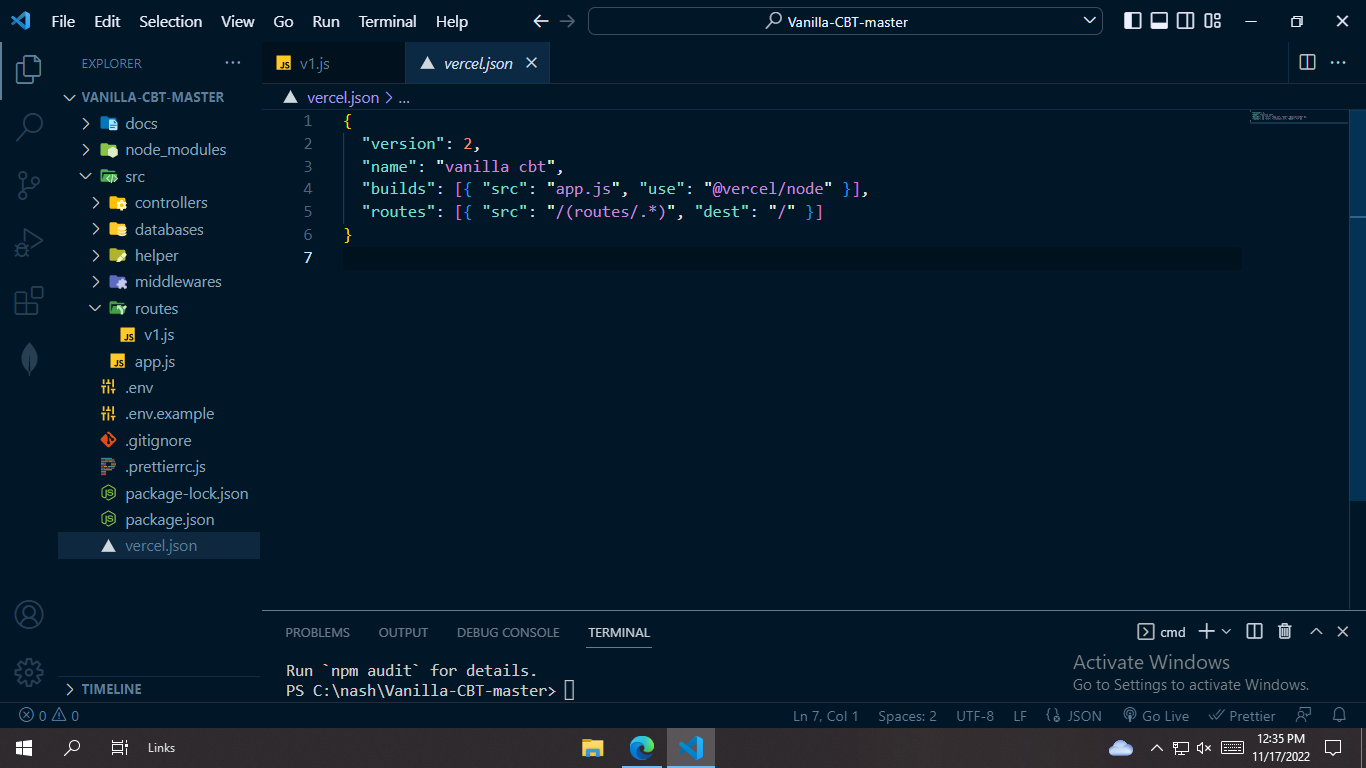 File Edit Selection View Go Run Terminal Help
Vanilla-CBT-master
EXPLORER
v1.js
vercel.json
VANILLA-CBT-MASTER
docs
node_modules
src
controllers
databases
helper
middlewares
routes
v1.js
app.js
.env
.env.example
.gitignore
.prettierrc.js
package-lock.json
package.json
vercel.json
TIMELINE
vercel.json > ...
1 {
2 "version": 2,
3 "name": "vanilla cbt",
4 "builds": [{ "src": "app.js", "use": "@vercel/node" }],
5 "routes": [{ "src": "/(routes/.*)", "dest": "/" }]
6 }
7
PROBLEMS OUTPUT DEBUG CONSOLE TERMINAL
cmd
Run `npm audit` for details.
PS C:\nash\Vanilla-CBT-master>
Activate Windows
Go to Settings to activate Windows.
0 0
Ln 7, Col 1 Spaces: 2 UTF-8 LF {} JSON Go Live Prettier
Links
12:35 PM
11/17/2022